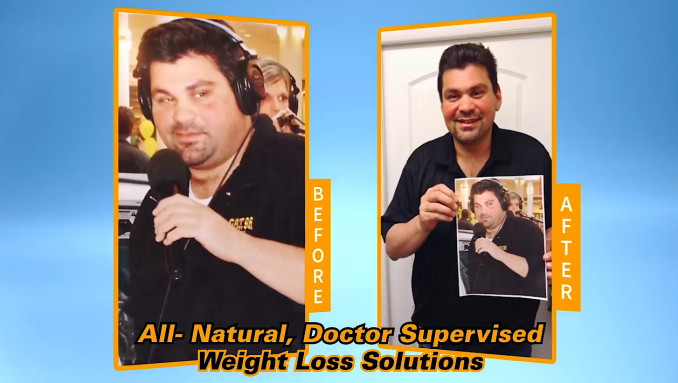 BEFORE
AFTER
All- Natural, Doctor Supervised
Weight Loss Solutions